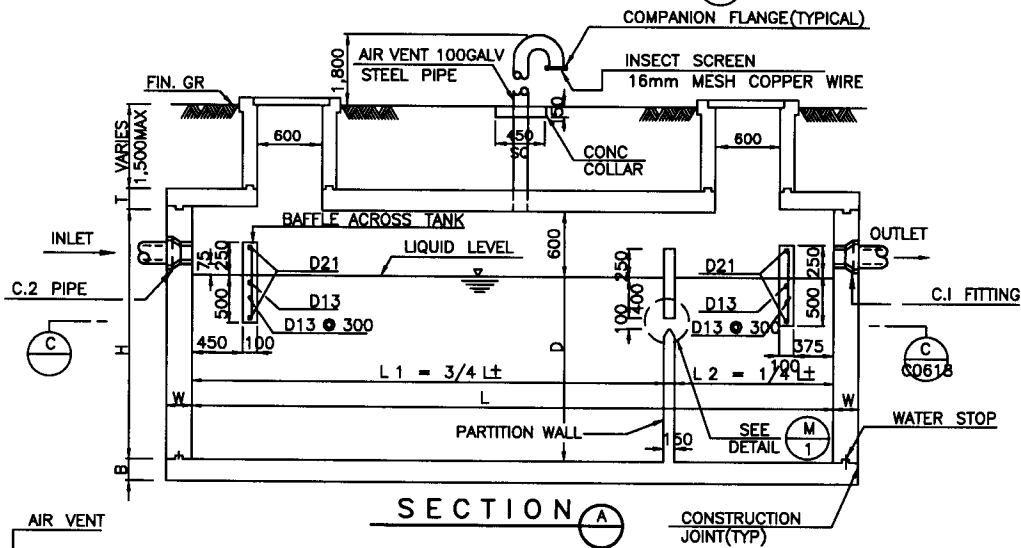 COMPANION FLANGE(TYPICAL)
AIR VENT 100GALV
STEEL PIPE
INSECT SCREEN
16mm MESH COPPER WIRE
1,800
FIN. GR
VARIES
1,500MAX
600
450
SQ
150
CONC
COLLAR
600
T
BAFFLE ACROSS TANK
INLET
OUTLET
LIQUID LEVEL
600
75
250
500
D21
D13
D13 @ 300
250
400
100
D21
D13
D13 @ 300
250
500
C.2 PIPE
C.1 FITTING
C
C
C0618
450
100
100
375
H
D
L 1 = 3/4 L±
L 2 = 1/4 L±
W
L
W
PARTITION WALL
150
SEE
DETAIL
M
1
WATER STOP
B
SECTION A
CONSTRUCTION
JOINT(TYP)
AIR VENT